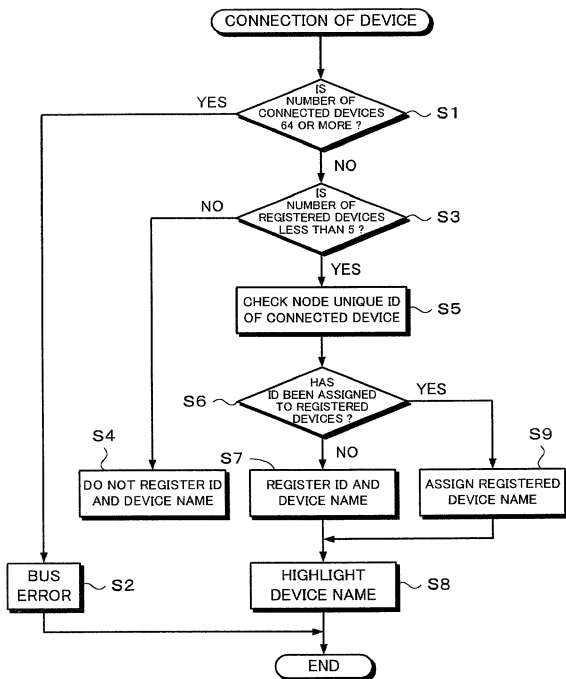 CONNECTION OF DEVICE
IS
NUMBER OF
CONNECTED DEVICES
64 OR MORE ?
YES
S1
NO
IS
NUMBER OF
REGISTERED DEVICES
LESS THAN 5 ?
NO
S3
YES
CHECK NODE UNIQUE ID
OF CONNECTED DEVICE
S5
HAS
ID BEEN ASSIGNED
TO REGISTERED
DEVICES ?
S6
YES
NO
S4
DO NOT REGISTER ID
AND DEVICE NAME
S7
REGISTER ID AND
DEVICE NAME
S9
ASSIGN REGISTERED
DEVICE NAME
BUS
ERROR
S2
HIGHLIGHT
DEVICE NAME
S8
END